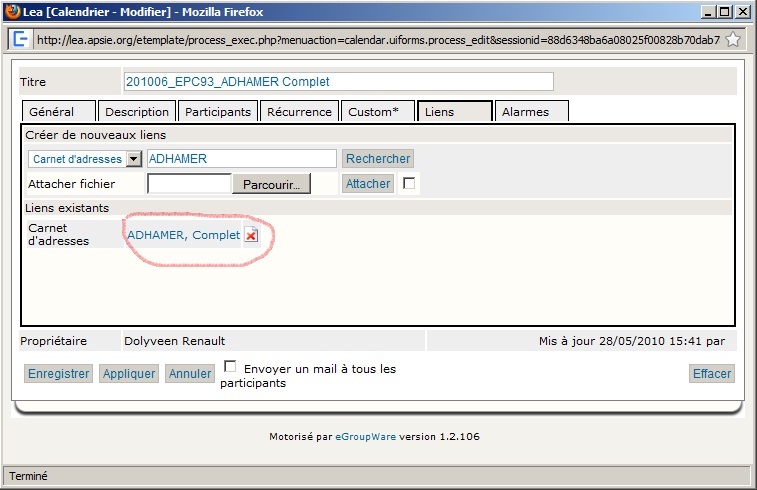 Lea [Calendrier - Modifier] - Mozilla Firefox
http://lea.apsie.org/etemplate/process_exec.php?menuaction=calendar.uiforms.process_edit&sessionid=88d6348ba6a08025f00828b70dab7
Titre 201006_EPC93_ADHAMER Complet
Général Description Participants Récurrence Custom* Liens Alarmes
Créer de nouveaux liens
Carnet d'adresses ADHAMER Rechercher
Attacher fichier Parcourir... Attacher
Liens existants
Carnet d'adresses ADHAMER, Complet
Propriétaire Dolyveen Renault Mis à jour 28/05/2010 15:41 par
Enregistrer Appliquer Annuler Envoyer un mail à tous les participants Effacer
Motorisé par eGroupWare version 1.2.106
Terminé